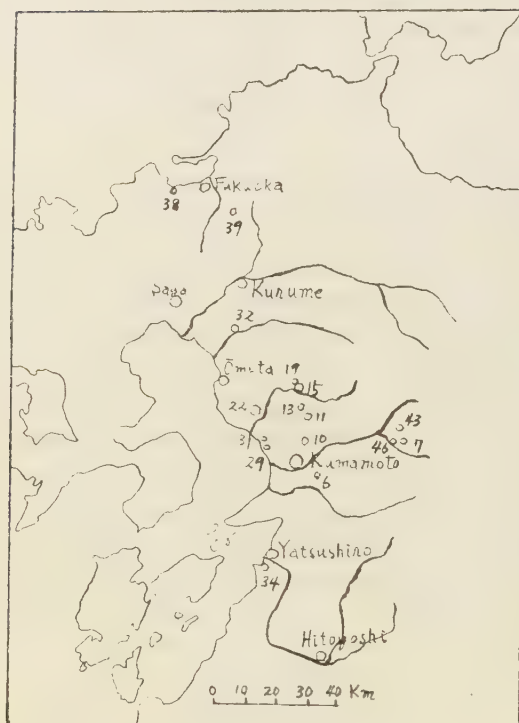 Fukuoka
38
39
Saga
Kurume
32
Ōmuta 19
15
22 13
11
31 10
43
46 7
29 Kumamoto
6
Yatsushiro
34
Hitoyoshi
0 10 20 30 40 Km